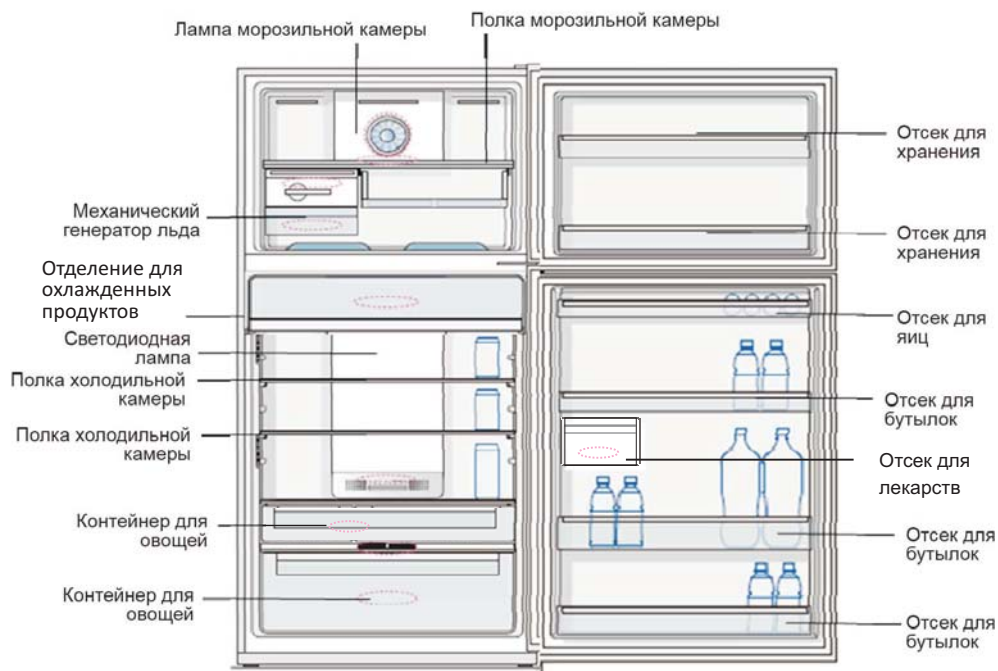 Лампа морозильной камеры
Полка морозильной камеры
Механический
генератор льда
Отделение для
охлажденных
продуктов
Светодиодная
лампа
Полка холодильной
камеры
Полка холодильной
камеры
Контейнер для
овощей
Контейнер для
овощей
Отсек для
хранения
Отсек для
хранения
Отсек для
яиц
Отсек для
бутылок
Отсек для
лекарств
Отсек для
бутылок
Отсек для
бутылок